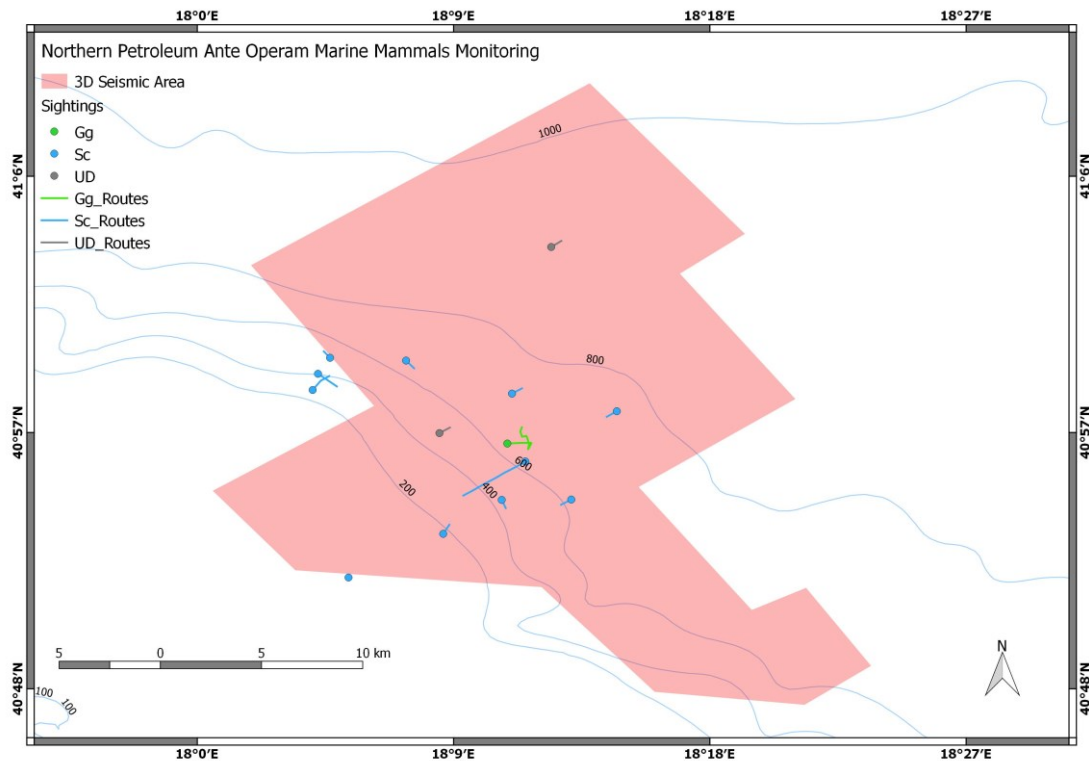 18°0′E 18°9′E 18°18′E 18°27′E
Northern Petroleum Ante Operam Marine Mammals Monitoring
3D Seismic Area
Sightings
Gg
Sc
UD
Gg_Routes
Sc_Routes
UD_Routes
1000
41°6′N 41°6′N
800
40°57′N 40°57′N
600
400
200
5 0 5 10 km
N
40°48′N 40°48′N
100
100
18°0′E 18°9′E 18°18′E 18°27′E